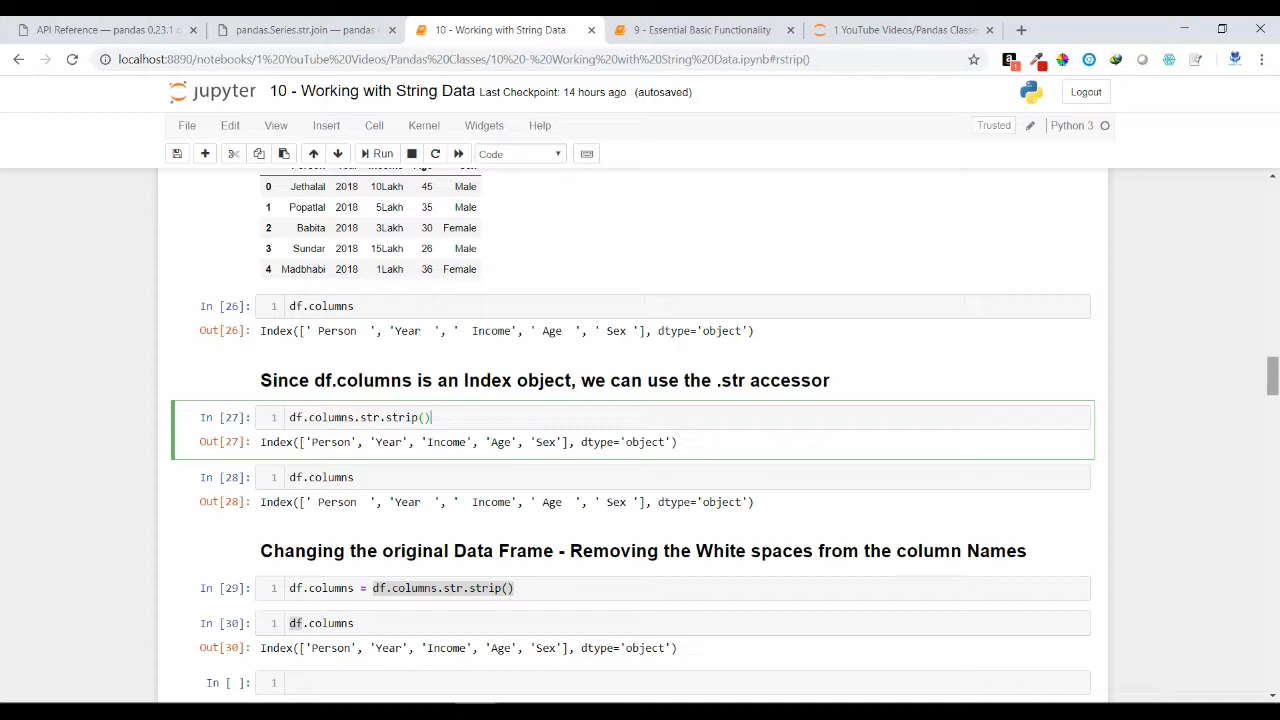 API Reference — pandas 0.23.1 d
pandas.Series.str.join — pandas
10 - Working with String Data
9 - Essential Basic Functionality
1 YouTube Videos/Pandas Classe
localhost:8890/notebooks/1%20YouTube%20Videos/Pandas%20Classes/10%20-%20%20Working%20with%20String%20Data.ipynb#rstrip()
jupyter 10 - Working with String Data Last Checkpoint: 14 hours ago (autosaved)
Logout
File Edit View Insert Cell Kernel Widgets Help
Trusted Python 3
Run Code
0 Jethalal 2018 10Lakh 45 Male
1 Popatlal 2018 5Lakh 35 Male
2 Babita 2018 3Lakh 30 Female
3 Sundar 2018 15Lakh 26 Male
4 Madbhabi 2018 1Lakh 36 Female
In [26]: 1 df.columns
Out[26]: Index([' Person  ', 'Year  ', '  Income', ' Age  ', ' Sex '], dtype='object')
Since df.columns is an Index object, we can use the .str accessor
In [27]: 1 df.columns.str.strip()
Out[27]: Index(['Person', 'Year', 'Income', 'Age', 'Sex'], dtype='object')
In [28]: 1 df.columns
Out[28]: Index([' Person  ', 'Year  ', '  Income', ' Age  ', ' Sex '], dtype='object')
Changing the original Data Frame - Removing the White spaces from the column Names
In [29]: 1 df.columns = df.columns.str.strip()
In [30]: 1 df.columns
Out[30]: Index(['Person', 'Year', 'Income', 'Age', 'Sex'], dtype='object')
In [ ]: 1